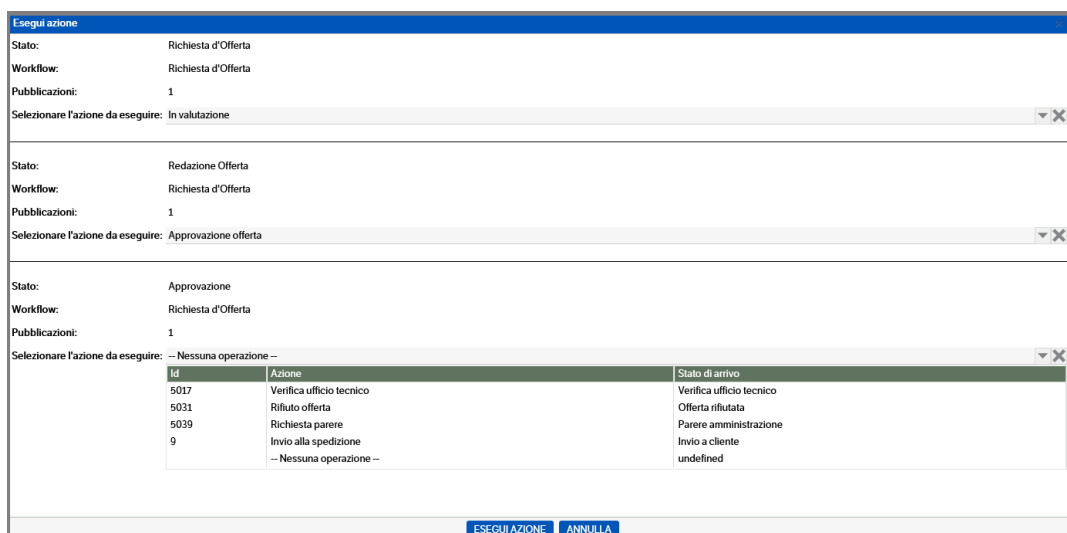 Esegui azione
Stato: Richiesta d'Offerta
Workflow: Richiesta d'Offerta
Pubblicazioni: 1
Selezionare l'azione da eseguire: In valutazione
Stato: Redazione Offerta
Workflow: Richiesta d'Offerta
Pubblicazioni: 1
Selezionare l'azione da eseguire: Approvazione offerta
Stato: Approvazione
Workflow: Richiesta d'Offerta
Pubblicazioni: 1
Selezionare l'azione da eseguire: -- Nessuna operazione --
Id Azione Stato di arrivo
5017 Verifica ufficio tecnico Verifica ufficio tecnico
5031 Rifiuto offerta Offerta rifiutata
5039 Richiesta parere Parere amministrazione
9 Invio alla spedizione Invio a cliente
-- Nessuna operazione -- undefined
ESEGUI AZIONE ANNULLA